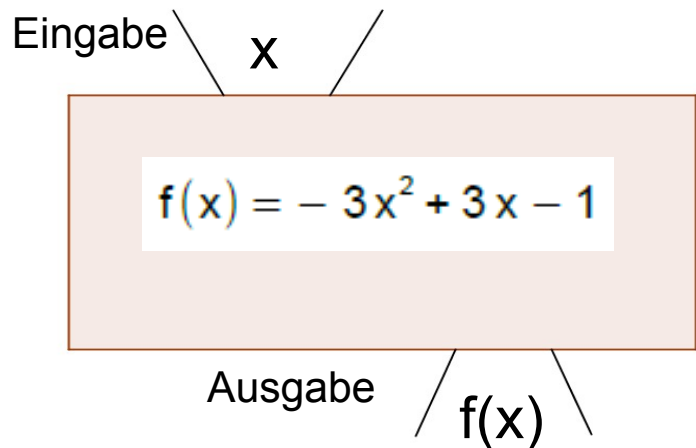 Eingabe
x
f(x) = − 3x² + 3x − 1
Ausgabe
f(x)